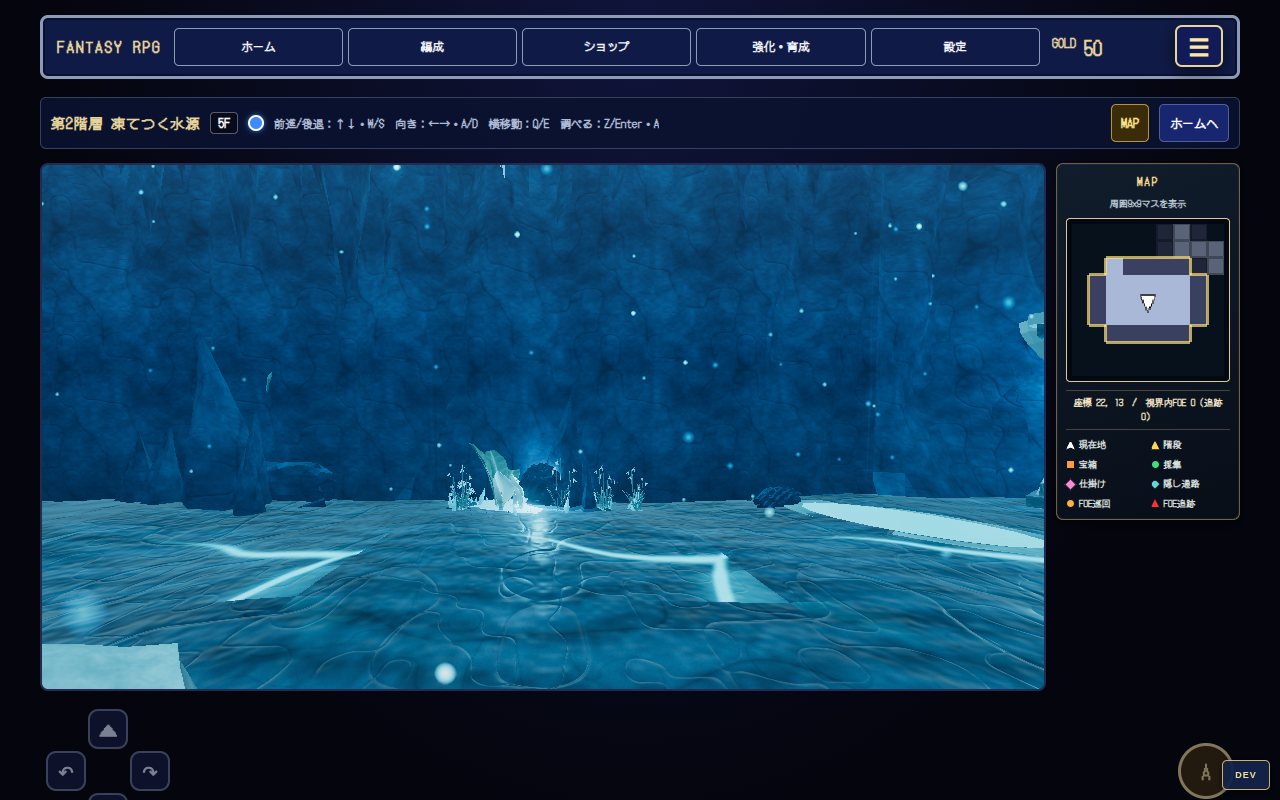 FANTASY RPG
ホーム
編成
ショップ
強化・育成
設定
GOLD 50
第2階層 凍てつく水源
5F
前進/後退：↑↓・W/S 向き：←→・A/D 横移動：Q/E 調べる：Z/Enter・A
MAP
ホームへ
MAP
周囲9x9マスを表示
座標 22, 13 / 視界内FOE 0（追跡
0）
現在地
階段
宝箱
採集
仕掛け
隠し通路
FOE巡回
FOE追跡
A
DEV